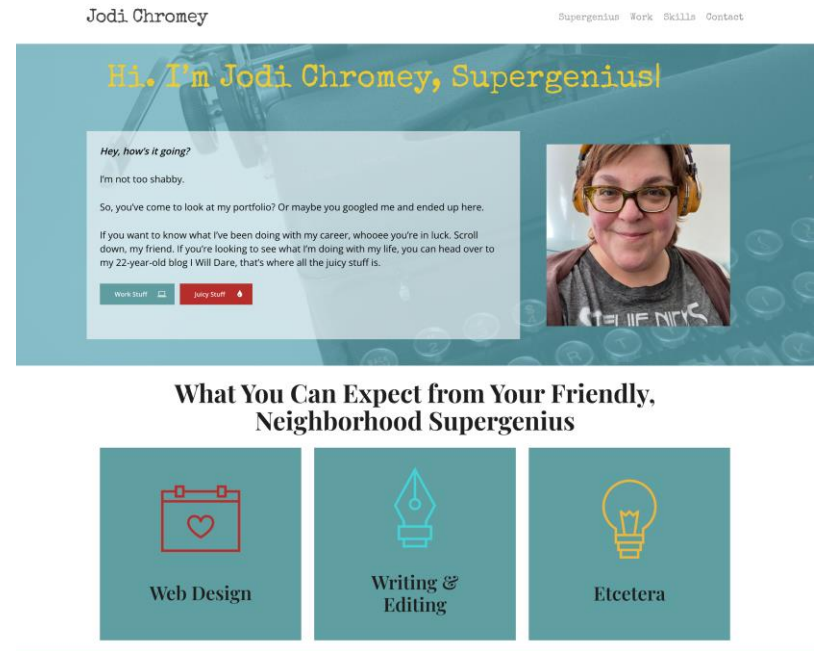 Jodi Chromey
Supergenius Work Skills Contact
Hi. I'm Jodi Chromey, Supergenius
Hey, how's it going?
I'm not too shabby.
So, you've come to look at my portfolio? Or maybe you googled me and ended up here.
If you want to know what I've been doing with my career, whooee you're in luck. Scroll
down, my friend. If you're looking to see what I'm doing with my life, you can head over to
my 22-year-old blog I Will Dare, that's where all the juicy stuff is.
Work Stuff
Juicy Stuff
What You Can Expect from Your Friendly,
Neighborhood Supergenius
Web Design
Writing &
Editing
Etcetera